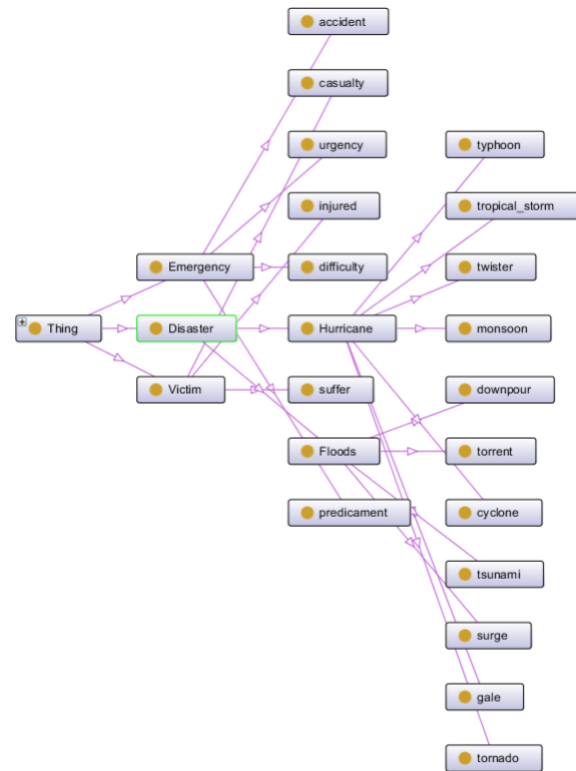 accident
casualty
urgency
typhoon
injured
tropical_storm
Emergency
difficulty
twister
Thing
Disaster
Hurricane
monsoon
Victim
suffer
downpour
Floods
torrent
predicament
cyclone
tsunami
surge
gale
tornado